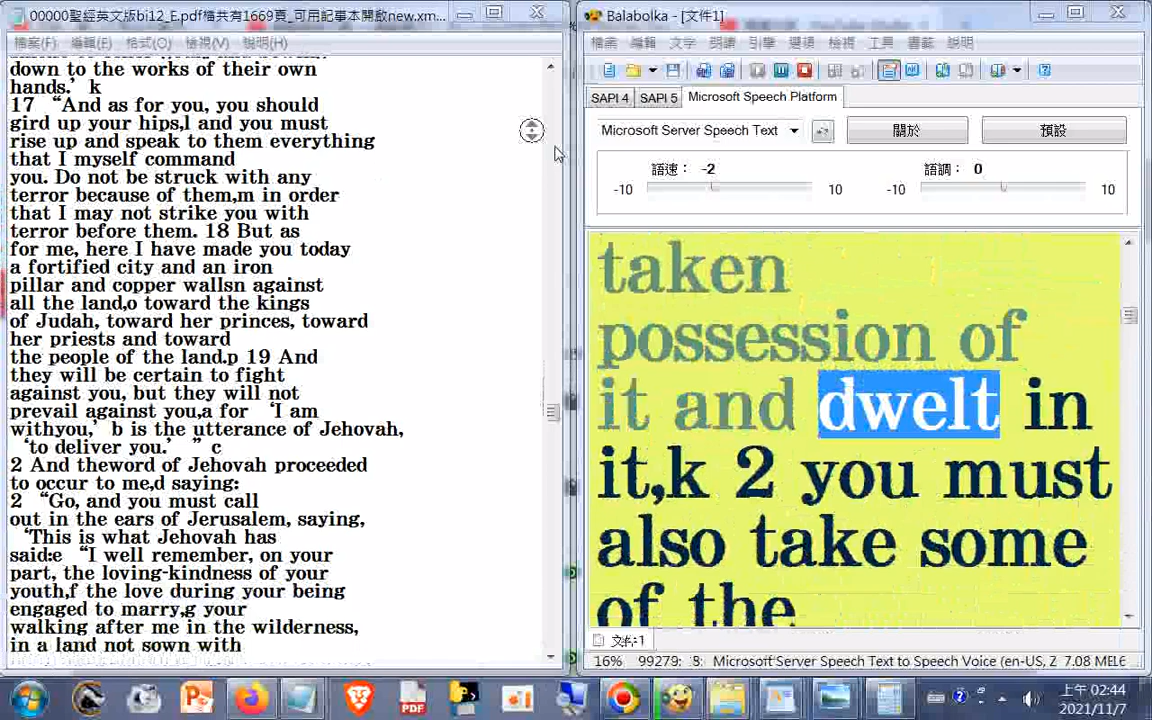 00000聖經英文版bi12_E.pdf檔共有1669頁_可用記事本開啟new.xm...
檔案(F) 編輯(E) 格式(O) 檢視(V) 說明(H)
down to the works of their own
hands.’ k
17 “And as for you, you should
gird up your hips,l and you must
rise up and speak to them everything
that I myself command
you. Do not be struck with any
terror because of them,m in order
that I may not strike you with
terror before them. 18 But as
for me, here I have made you today
a fortified city and an iron
pillar and copper wallsn against
all the land,o toward the kings
of Judah, toward her princes, toward
her priests and toward
the people of the land.p 19 And
they will be certain to fight
against you, but they will not
prevail against you,a for ‘I am
withyou,’ b is the utterance of Jehovah,
‘to deliver you.’ ” c
2 And theword of Jehovah proceeded
to occur to me,d saying:
2 “Go, and you must call
out in the ears of Jerusalem, saying,
‘This is what Jehovah has
said:e “I well remember, on your
part, the loving-kindness of your
youth,f the love during your being
engaged to marry,g your
walking after me in the wilderness,
in a land not sown with
Balabolka - [文件1]
檔案 編輯 文字 朗讀 引擎 選項 檢視 工具 書籤 說明
SAPI 4 SAPI 5 Microsoft Speech Platform
Microsoft Server Speech Text 關於 預設
語速： -2 語調： 0
-10 10 -10 10
taken
possession of
it and dwelt in
it,k 2 you must
also take some
of the
文件1
16% 99279: 8: Microsoft Server Speech Text to Speech Voice (en-US, Z 7.08 MEL6
PDF
上午 02:44
2021/11/7